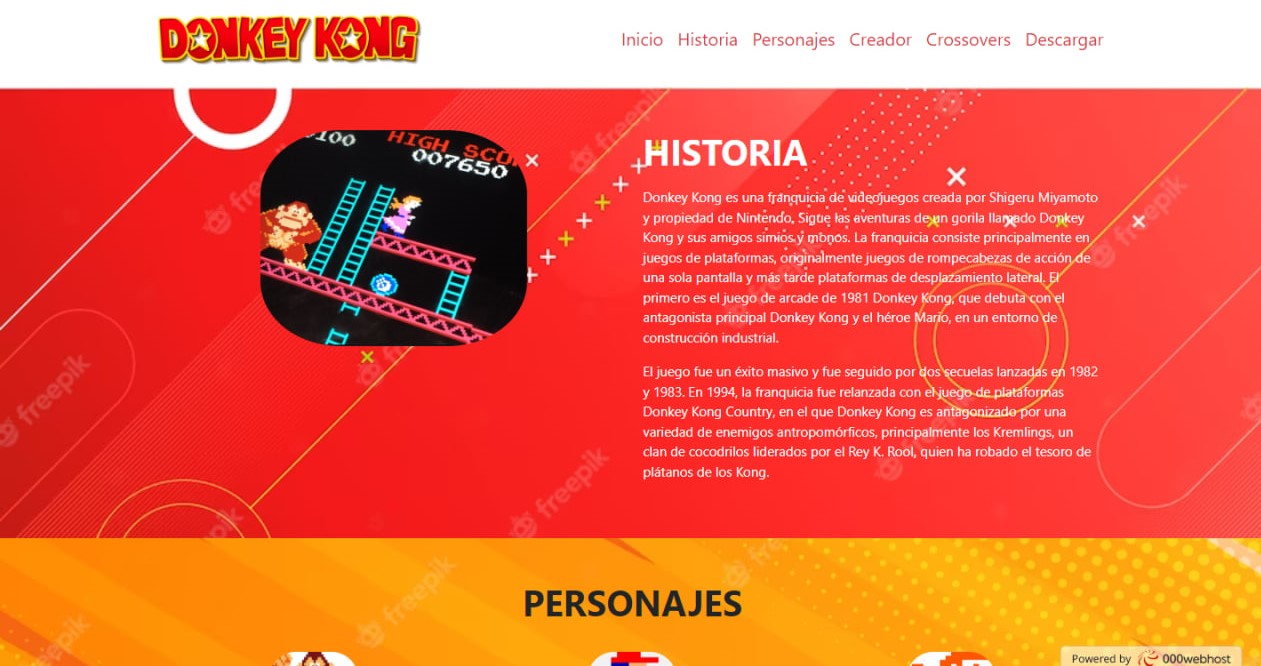 DONKEY KONG
Inicio Historia Personajes Creador Crossovers Descargar
100
HIGH SCO
007650
HISTORIA
Donkey Kong es una franquicia de videojuegos creada por Shigeru Miyamoto
y propiedad de Nintendo, Sigue las aventuras de un gorila llamado Donkey
Kong y sus amigos simios y monos. La franquicia consiste principalmente en
juegos de plataformas, originalmente juegos de rompecabezas de acción de
una sola pantalla y más tarde plataformas de desplazamiento lateral. El
primero es el juego de arcade de 1981 Donkey Kong, que debuta con el
antagonista principal Donkey Kong y el héroe Mario, en un entorno de
construcción industrial.
El juego fue un éxito masivo y fue seguido por dos secuelas lanzadas en 1982
y 1983. En 1994, la franquicia fue relanzada con el juego de plataformas
Donkey Kong Country, en el que Donkey Kong es antagonizado por una
variedad de enemigos antropomórficos, principalmente los Kremlings, un
clan de cocodrilos liderados por el Rey K. Rool, quien ha robado el tesoro de
plátanos de los Kong.
freepik
freepik
freepik
freepik
freepik
PERSONAJES
freepik
Powered by 000webhost